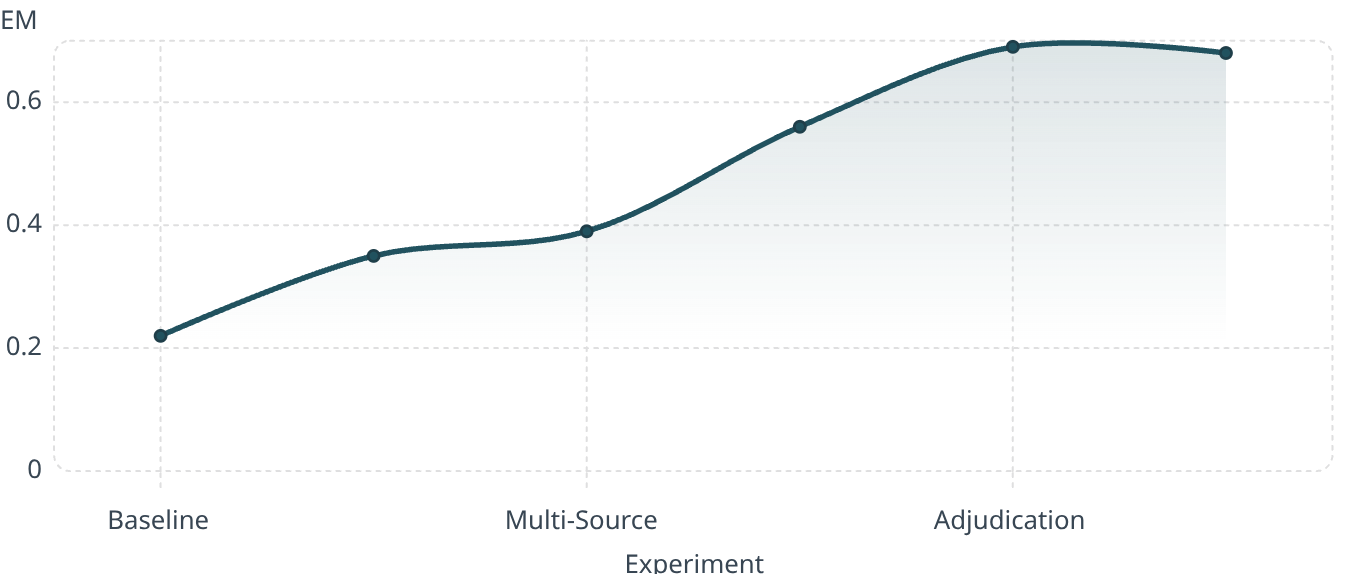 EM
0.6
0.4
0.2
0
Baseline Multi-Source Adjudication
Experiment